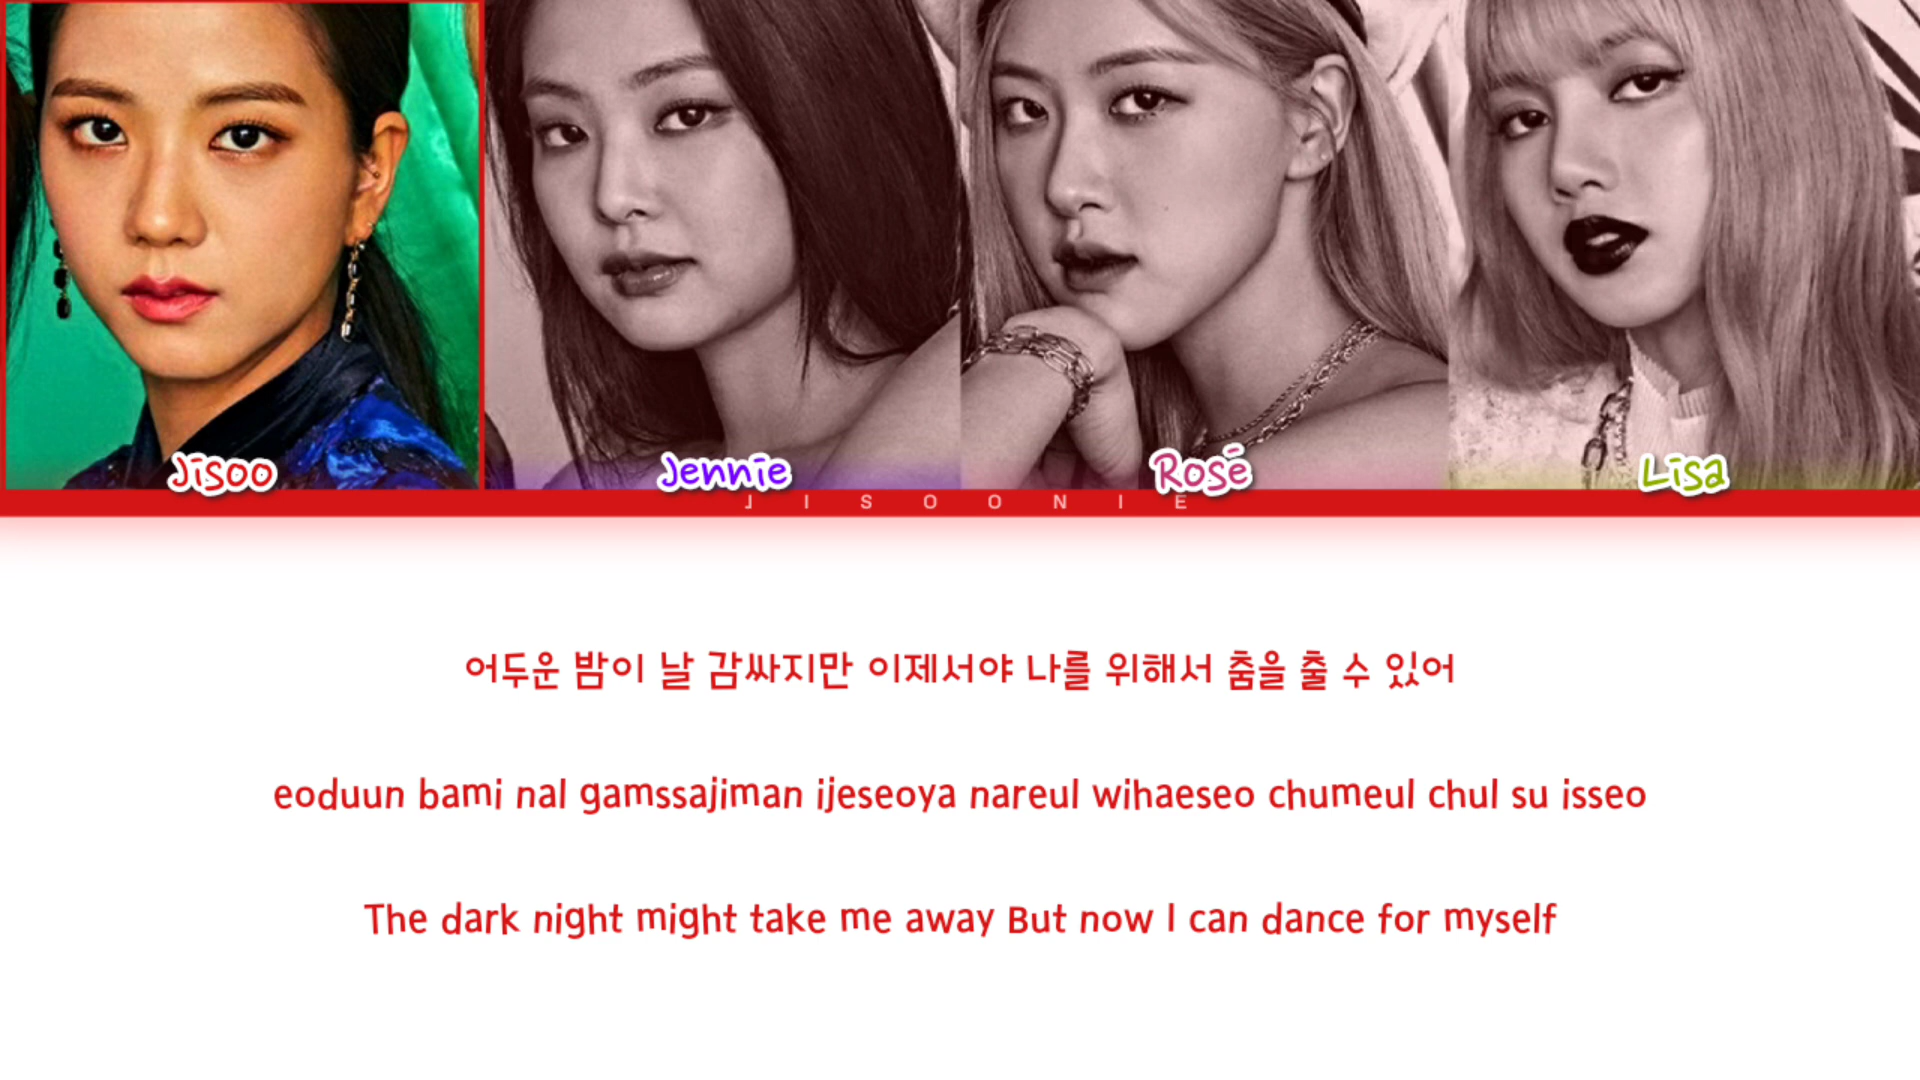 Jisoo
Jennie
Rosé
Lisa
JISOONIE
어두운 밤이 날 감싸지만 이제서야 나를 위해서 춤을 출 수 있어
eoduun bami nal gamssajiman ijeseoya nareul wihaeseo chumeul chul su isseo
The dark night might take me away But now I can dance for myself